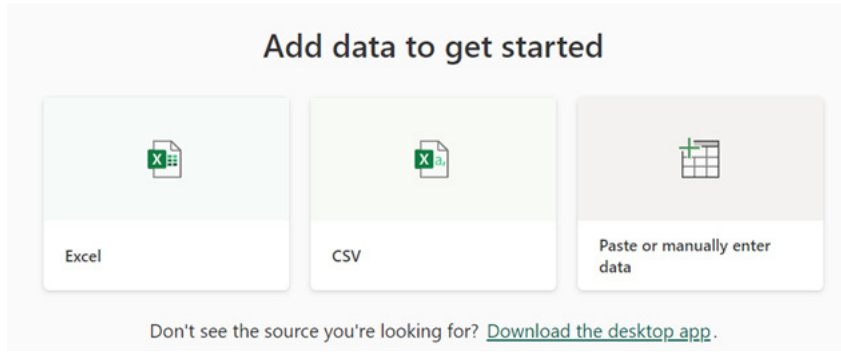 Add data to get started
Excel
CSV
Paste or manually enter
data
Don't see the source you're looking for? Download the desktop app.